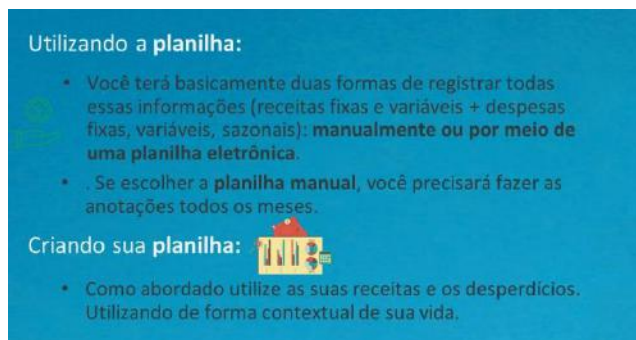 Utilizando a planilha:
• Você terá basicamente duas formas de registrar todas
essas informações (receitas fixas e variáveis + despesas
fixas, variáveis, sazonais): manualmente ou por meio de
uma planilha eletrônica.
• . Se escolher a planilha manual, você precisará fazer as
anotações todos os meses.
Criando sua planilha:
• Como abordado utilize as suas receitas e os desperdícios.
Utilizando de forma contextual de sua vida.